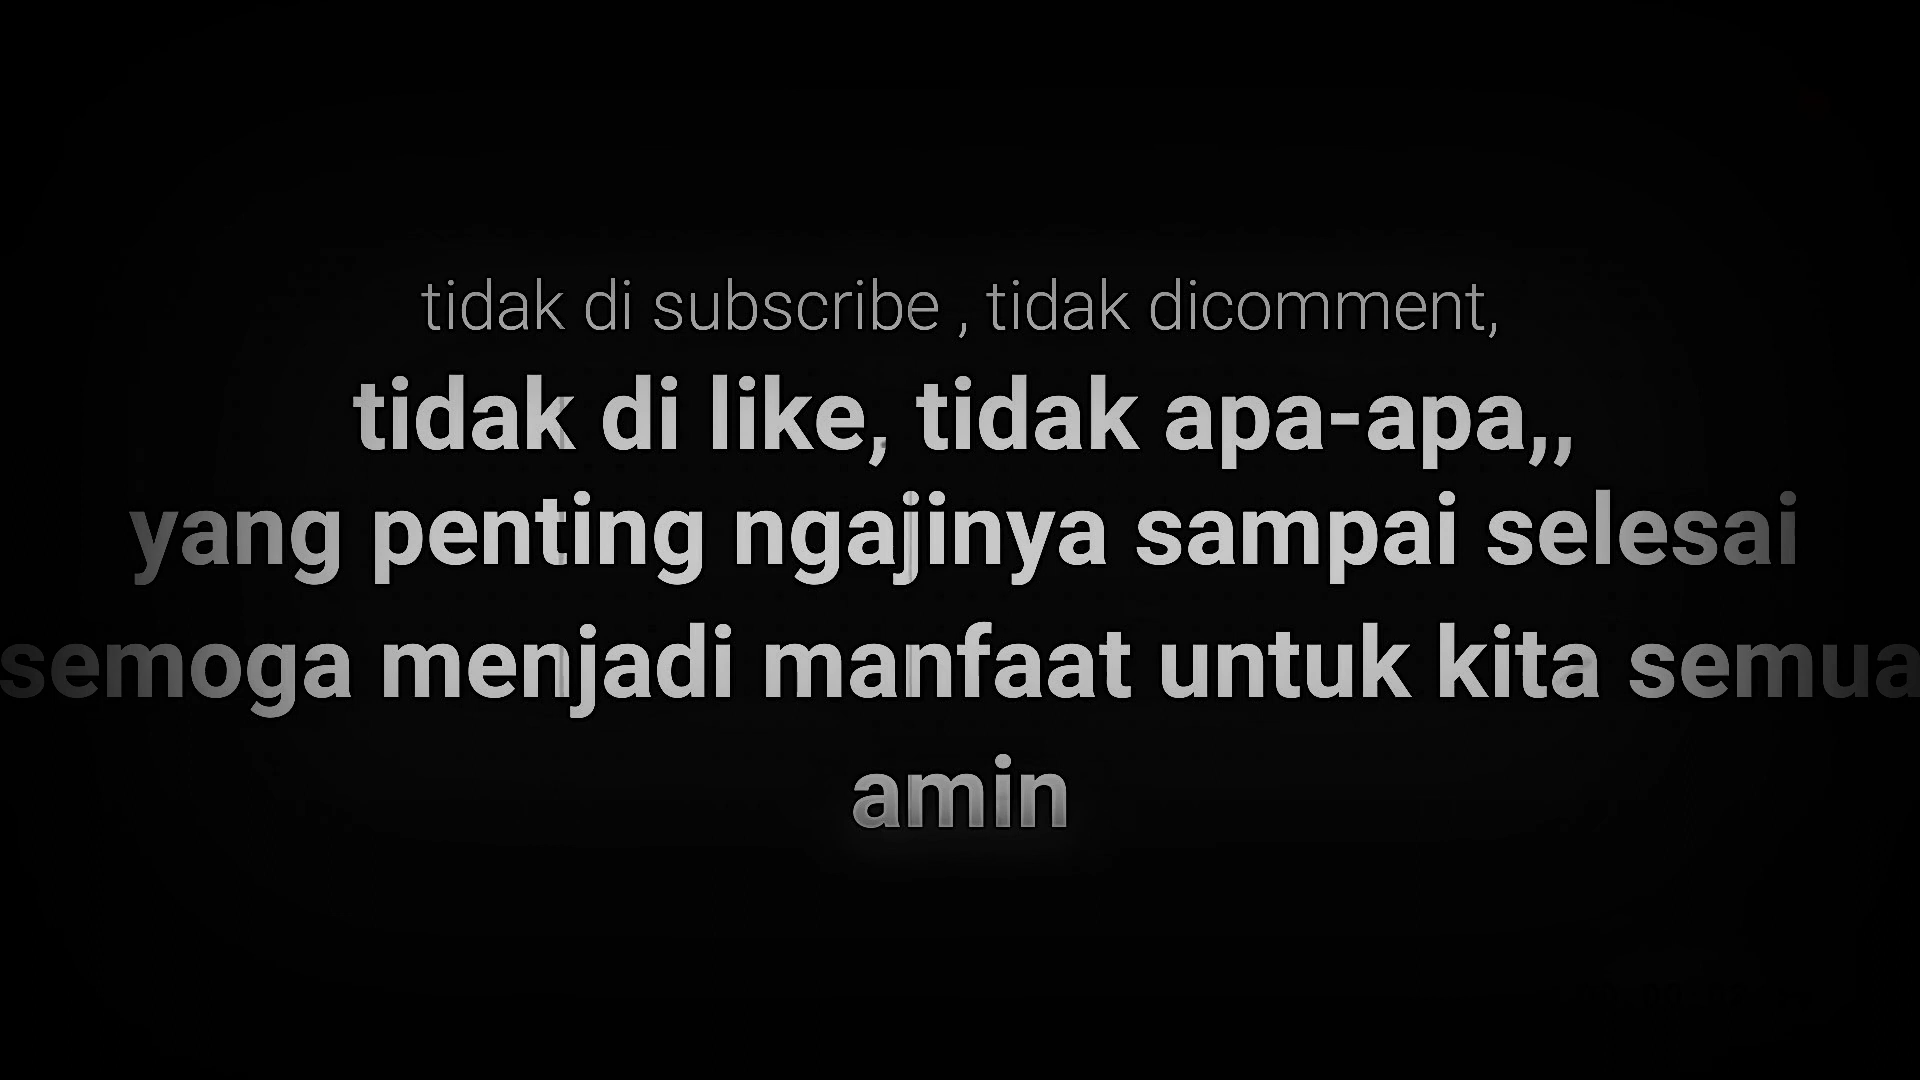 tidak di subscribe , tidak dicomment,
tidak di like, tidak apa-apa,,
yang penting ngajinya sampai selesai
semoga menjadi manfaat untuk kita semua
amin